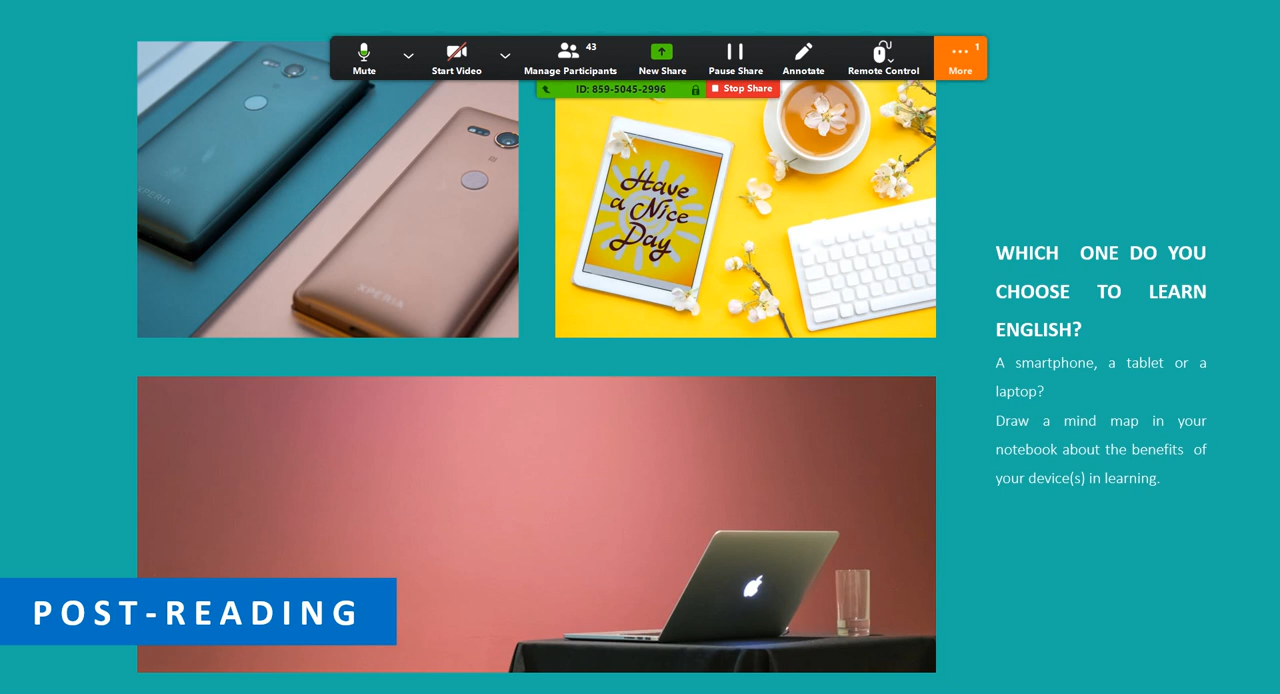 Mute
Start Video
43
Manage Participants
New Share
Pause Share
Annotate
Remote Control
1
More
ID: 859-5045-2996
Stop Share
XPERIA
XPERIA
Have
a Nice
Day
WHICH ONE DO YOU
CHOOSE TO LEARN
ENGLISH?
A smartphone, a tablet or a
laptop?
Draw a mind map in your
notebook about the benefits of
your device(s) in learning.
POST-READING